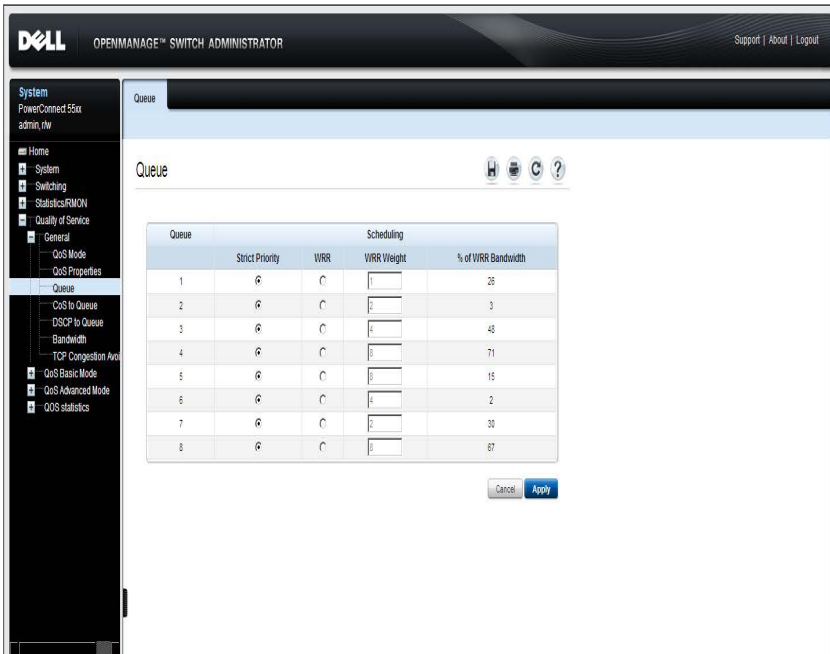 DELL OPENMANAGE™ SWITCH ADMINISTRATOR Support | About | Logout
System
PowerConnect 55xx
admin, r/w
Home
System
Switching
Statistics/RMON
Quality of Service
General
QoS Mode
QoS Properties
Queue
CoS to Queue
DSCP to Queue
Bandwidth
TCP Congestion Avoi
QoS Basic Mode
QoS Advanced Mode
QOS statistics
Queue
Queue
Queue Scheduling
Strict Priority WRR WRR Weight % of WRR Bandwidth
1 1 26
2 2 3
3 4 48
4 8 71
5 8 15
6 4 2
7 2 30
8 8 67
Cancel Apply